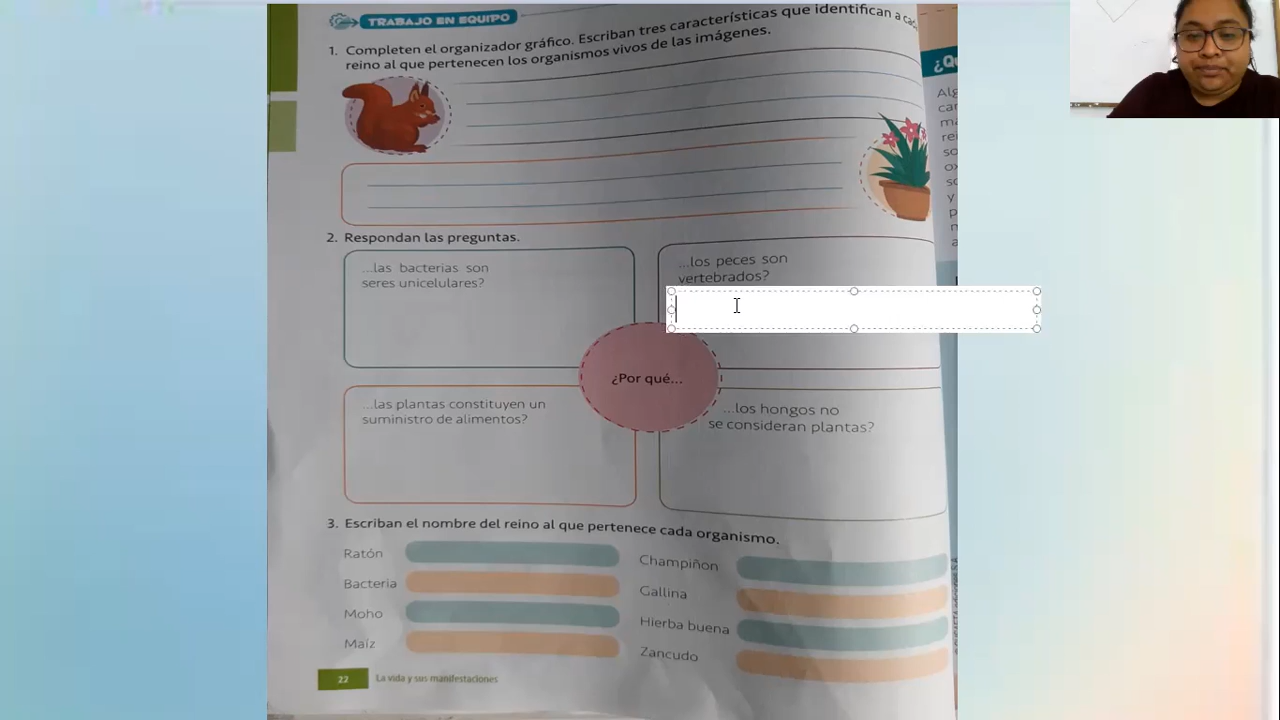 TRABAJO EN EQUIPO
1. Completen el organizador gráfico. Escriban tres características que identifican a
reino al que pertenecen los organismos vivos de las imágenes.
2. Respondan las preguntas.
...las bacterias son
seres unicelulares?
...los peces son
vertebrados?
¿Por qué...
...las plantas constituyen un
suministro de alimentos?
...los hongos no
se consideran plantas?
3. Escriban el nombre del reino al que pertenece cada organismo.
Ratón
Bacteria
Moho
Maíz
Champiñon
Gallina
Hierba buena
Zancudo
22 La vida y sus manifestaciones